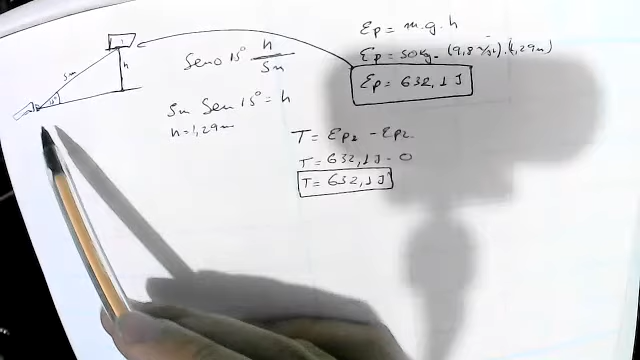 5m
h
15°
Seno 15° h
5m
5m Sen 15° = h
h = 1,29m
Ep = m.g.h
Ep = 50kg. (9,8 m/s²).(1,29m)
Ep = 632,1 J
T = Ep2 - Ep2.
T = 632,1 J - 0
T = 632,1 J